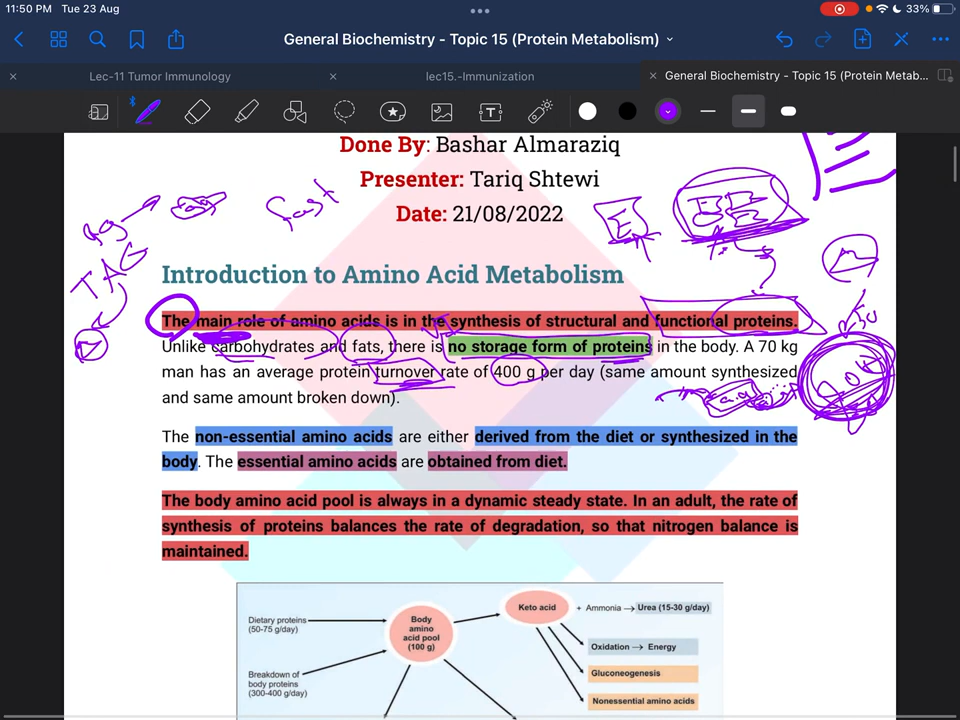 11:50 PM Tue 23 Aug 33%
General Biochemistry - Topic 15 (Protein Metabolism)
Lec-11 Tumor Immunology
lec15.-Immunization
General Biochemistry - Topic 15 (Protein Metab...
Done By: Bashar Almaraziq
Presenter: Tariq Shtewi
Date: 21/08/2022
fast
TAG
Introduction to Amino Acid Metabolism
The main role of amino acids is in the synthesis of structural and functional proteins.
Unlike carbohydrates and fats, there is no storage form of proteins in the body. A 70 kg
man has an average protein turnover rate of 400 g per day (same amount synthesized
and same amount broken down).
The non-essential amino acids are either derived from the diet or synthesized in the
body. The essential amino acids are obtained from diet.
The body amino acid pool is always in a dynamic steady state. In an adult, the rate of
synthesis of proteins balances the rate of degradation, so that nitrogen balance is
maintained.
Dietary proteins
(50-75 g/day)
Body
amino
acid pool
(100 g)
Keto acid
+ Ammonia → Urea (15-30 g/day)
Oxidation → Energy
Gluconeogenesis
Nonessential amino acids
Breakdown of
body proteins
(300-400 g/day)